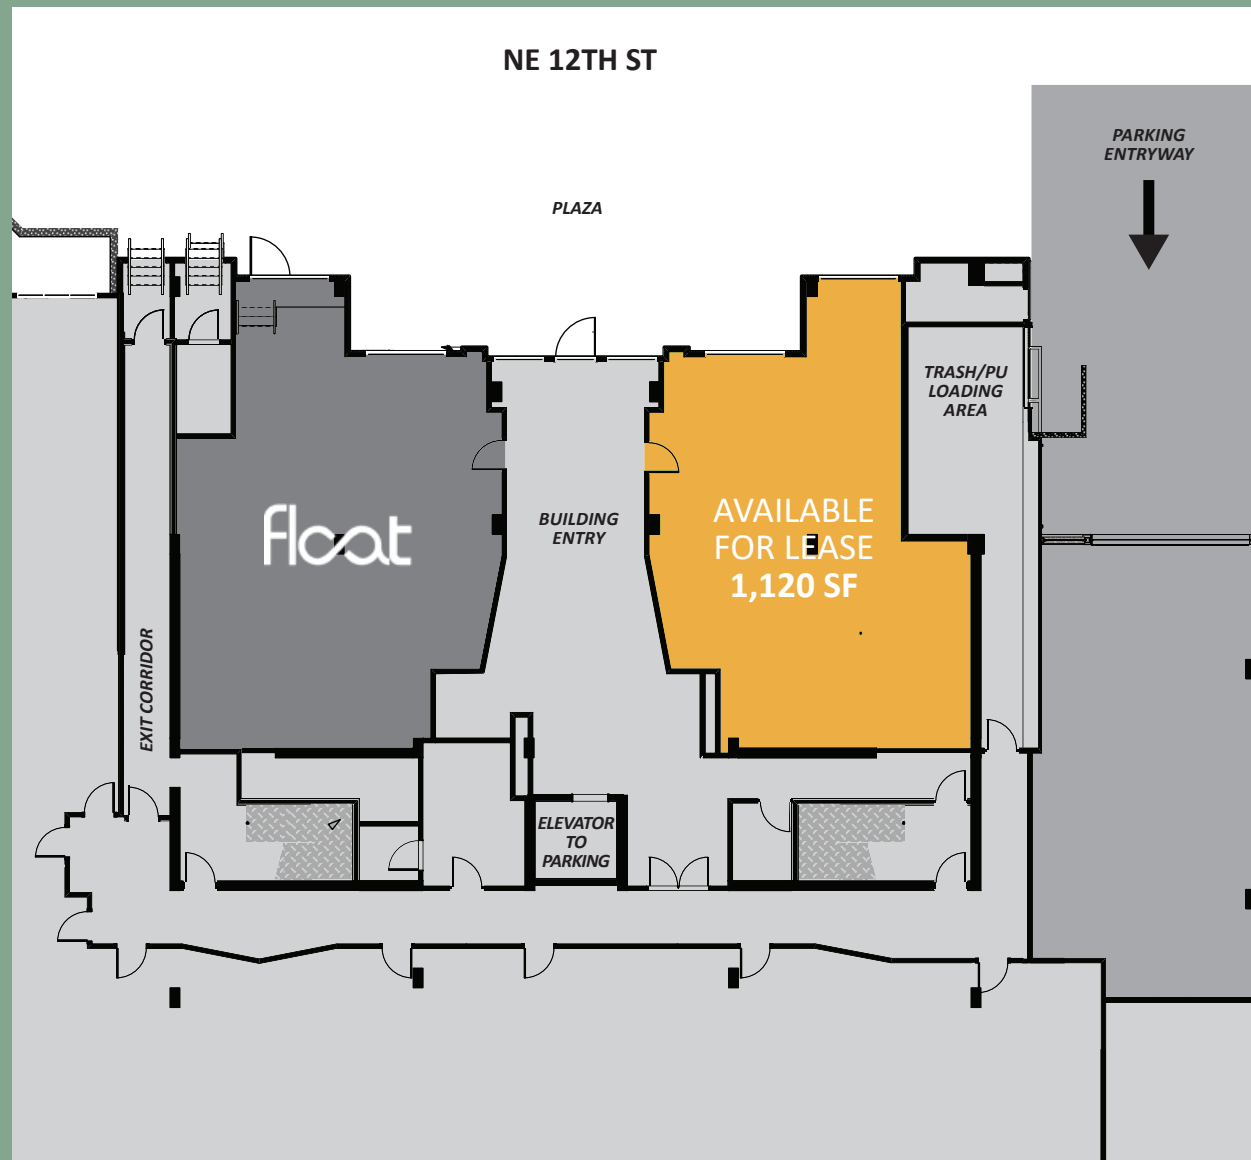 NE 12TH ST
PARKING
ENTRYWAY
PLAZA
TRASH/PU
LOADING
AREA
float
BUILDING
ENTRY
AVAILABLE
FOR LEASE
1,120 SF
EXIT CORRIDOR
ELEVATOR
TO
PARKING